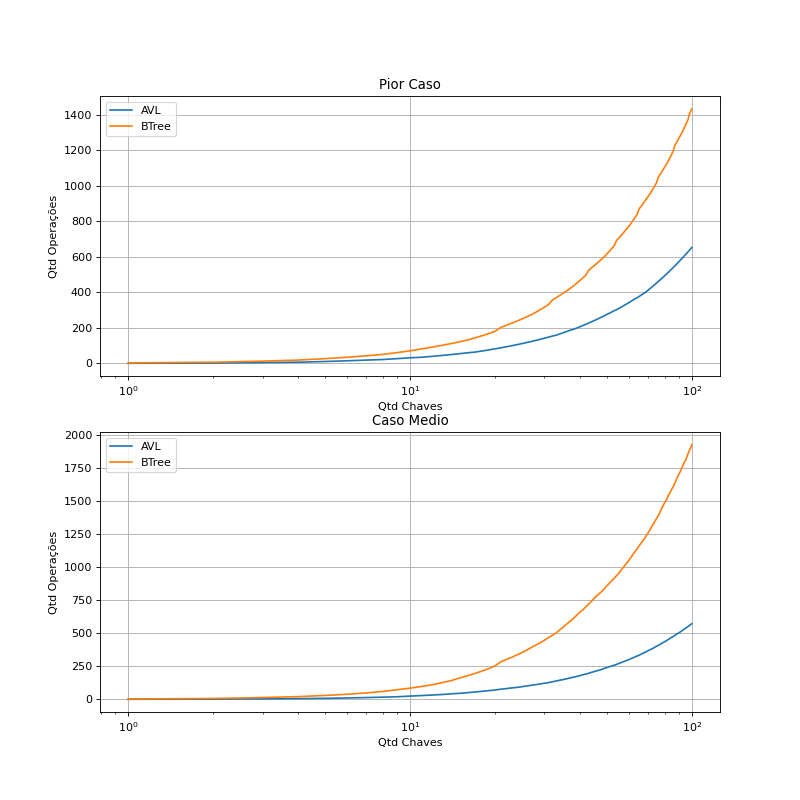 Pior Caso
AVL
BTree
1400
1200
1000
800
600
400
200
0
Qtd Operações
10⁰
10¹
10²
Qtd Chaves
Caso Medio
AVL
BTree
2000
1750
1500
1250
1000
750
500
250
0
Qtd Operações
10⁰
10¹
10²
Qtd Chaves